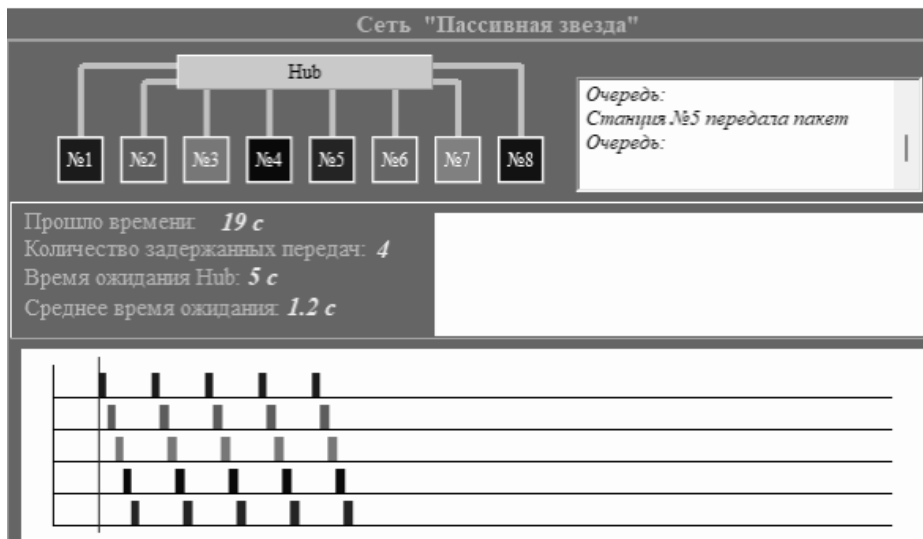 Сеть "Пассивная звезда"
Hub
№1 №2 №3 №4 №5 №6 №7 №8
Очередь:
Станция №5 передала пакет
Очередь:
Прошло времени: 19 с
Количество задержанных передач: 4
Время ожидания Hub: 5 с
Среднее время ожидания: 1.2 с